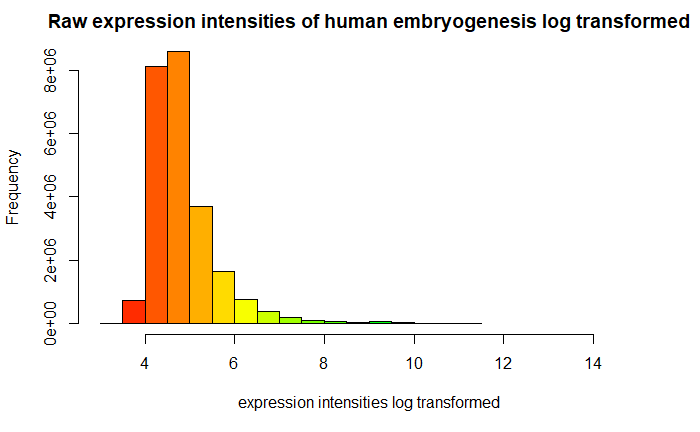 Raw expression intensities of human embryogenesis log transformed
Frequency
8e+06
6e+06
4e+06
2e+06
0e+00
4 6 8 10 12 14
expression intensities log transformed